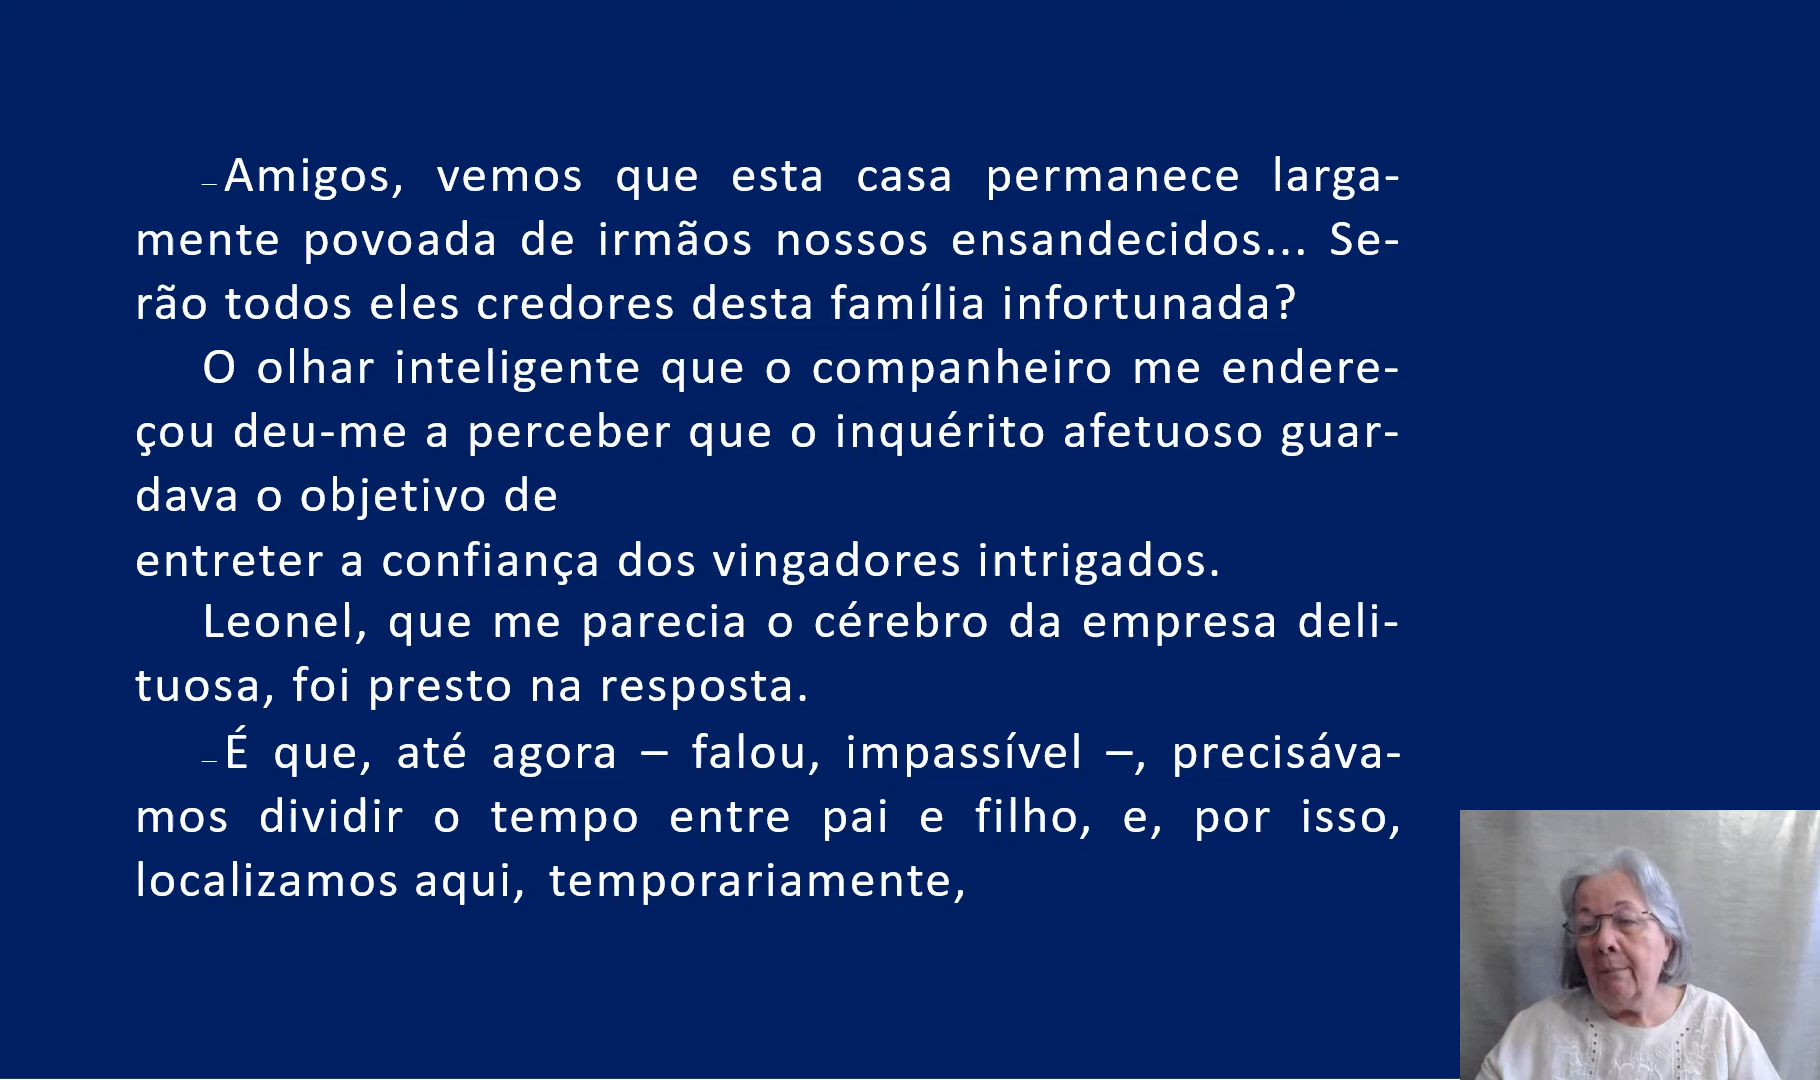 –Amigos, vemos que esta casa permanece larga-
mente povoada de irmãos nossos ensandecidos... Se-
rão todos eles credores desta família infortunada?
O olhar inteligente que o companheiro me endere-
çou deu-me a perceber que o inquérito afetuoso guar-
dava o objetivo de
entreter a confiança dos vingadores intrigados.
Leonel, que me parecia o cérebro da empresa deli-
tuosa, foi presto na resposta.
–É que, até agora – falou, impassível –, precisáva-
mos dividir o tempo entre pai e filho, e, por isso,
localizamos aqui, temporariamente,